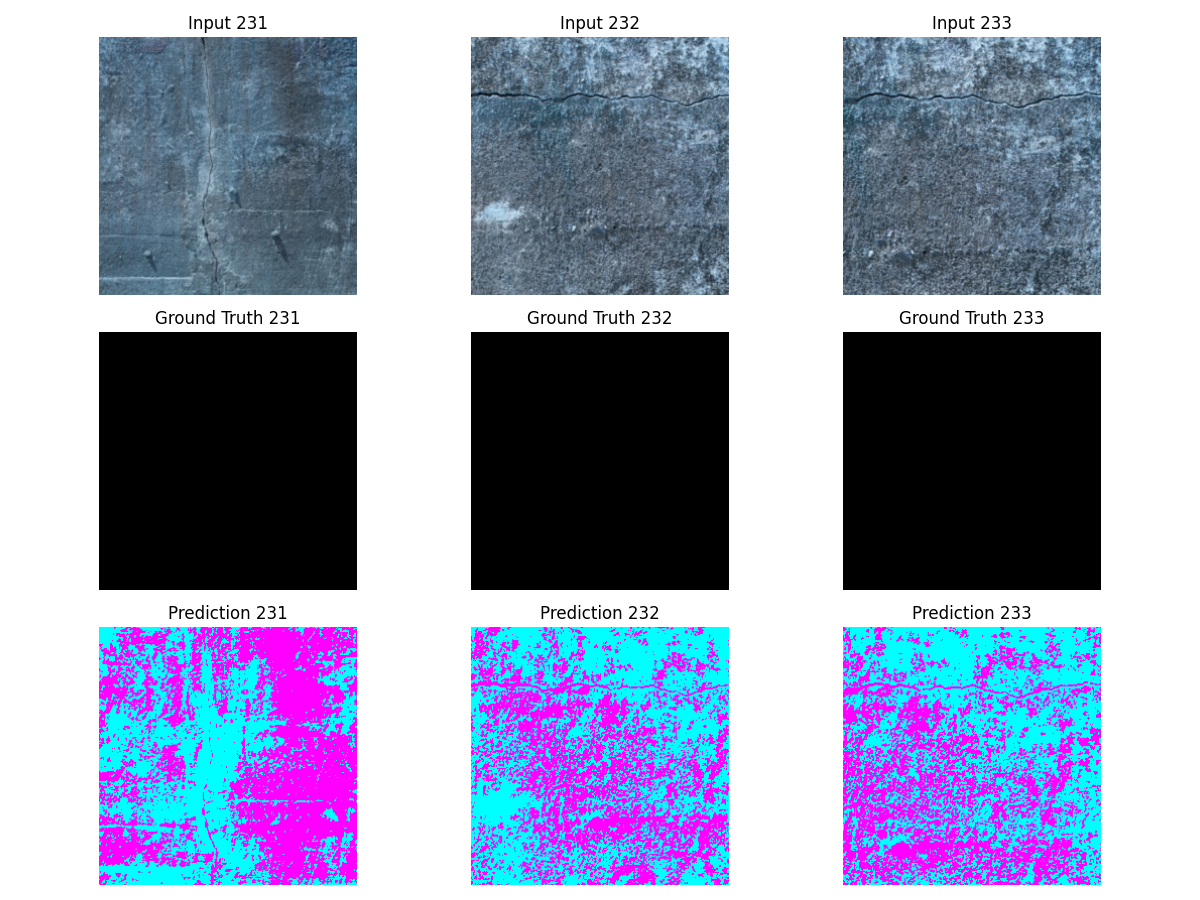 Input 231
Input 232
Input 233
Ground Truth 231
Ground Truth 232
Ground Truth 233
Prediction 231
Prediction 232
Prediction 233